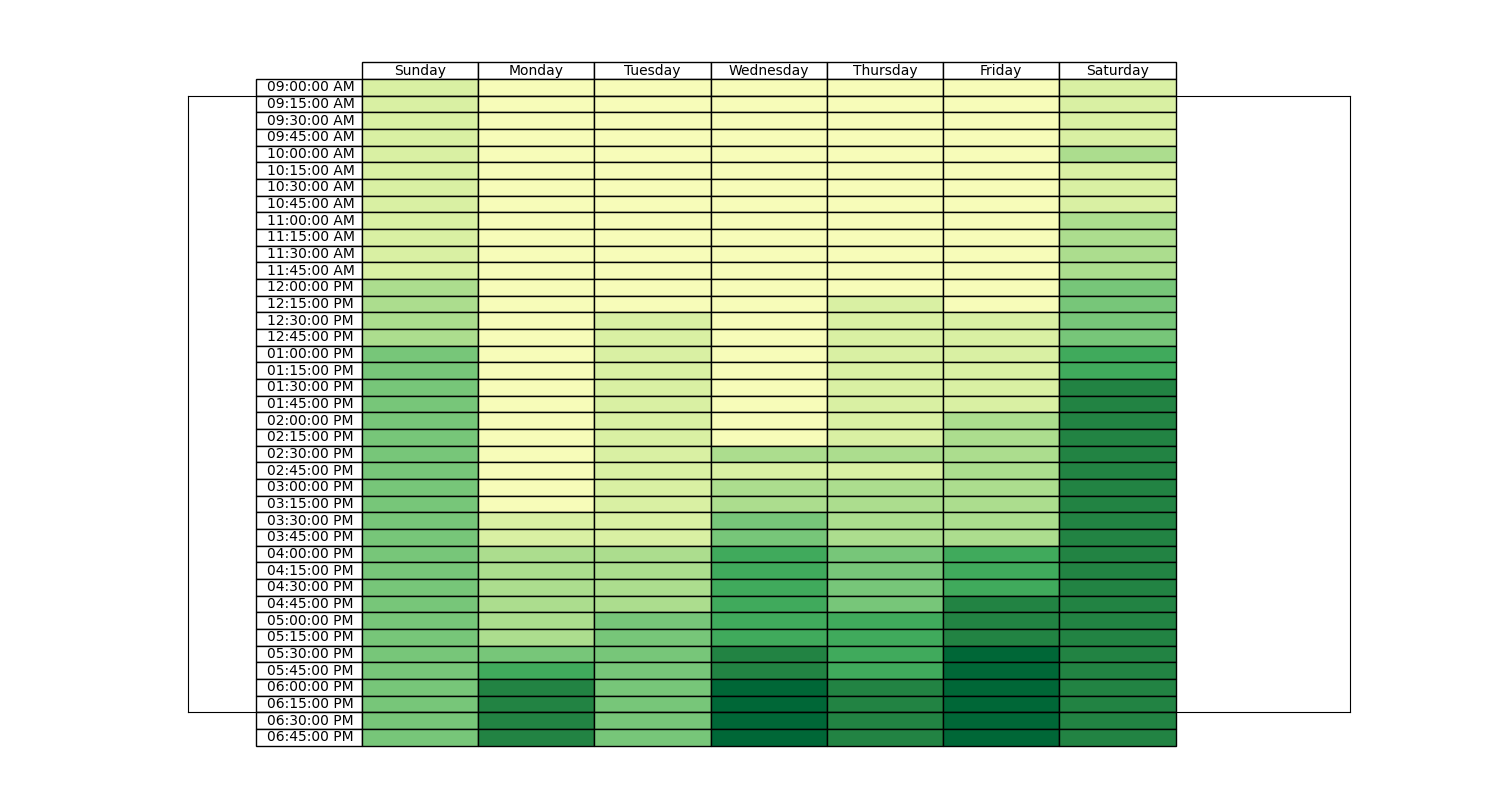 Sunday Monday Tuesday Wednesday Thursday Friday Saturday
09:00:00 AM
09:15:00 AM
09:30:00 AM
09:45:00 AM
10:00:00 AM
10:15:00 AM
10:30:00 AM
10:45:00 AM
11:00:00 AM
11:15:00 AM
11:30:00 AM
11:45:00 AM
12:00:00 PM
12:15:00 PM
12:30:00 PM
12:45:00 PM
01:00:00 PM
01:15:00 PM
01:30:00 PM
01:45:00 PM
02:00:00 PM
02:15:00 PM
02:30:00 PM
02:45:00 PM
03:00:00 PM
03:15:00 PM
03:30:00 PM
03:45:00 PM
04:00:00 PM
04:15:00 PM
04:30:00 PM
04:45:00 PM
05:00:00 PM
05:15:00 PM
05:30:00 PM
05:45:00 PM
06:00:00 PM
06:15:00 PM
06:30:00 PM
06:45:00 PM